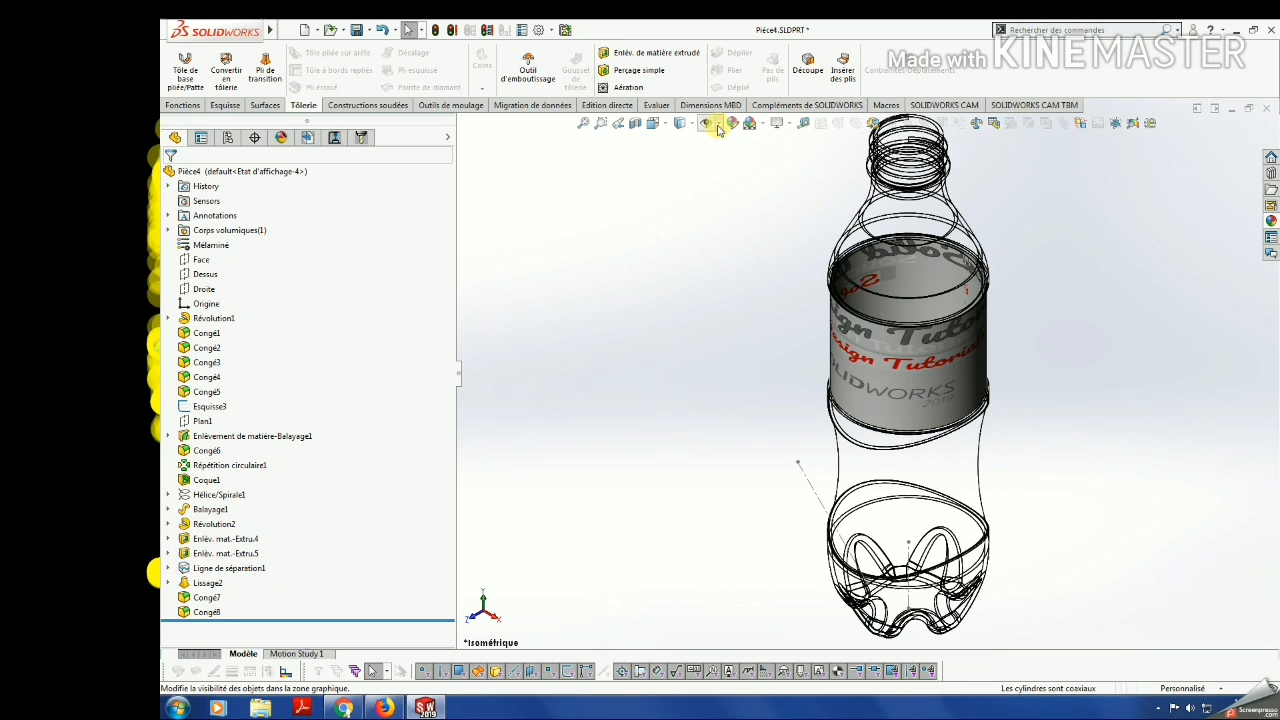 SOLIDWORKS
Pièce4.SLDPRT *
Rechercher des commandes
Made with KINEMASTER
Tôle de base pliée/Patte
Convertir en tôlerie
Pli de transition
Tôle pliée sur arête
Tôle à bords repliés
Pli écrasé
Décalage
Pli esquissé
Pointe de diamant
Coins
Outil d'emboutissage
Gousset de tôlerie
Enlèv. de matière extrudé
Perçage simple
Aération
Déplier
Plier
Déplié
Pas de plis
Découpe
Insérer des plis
Fonctions
Esquisse
Surfaces
Tôlerie
Constructions soudées
Outils de moulage
Migration de données
Edition directe
Evaluer
Dimensions MBD
Compléments de SOLIDWORKS
Macros
SOLIDWORKS CAM
SOLIDWORKS CAM TBM
Pièce4 (default<Etat d'affichage-4>)
History
Sensors
Annotations
Corps volumiques(1)
Mélaminé
Face
Dessus
Droite
Origine
Révolution1
Congé1
Congé2
Congé3
Congé4
Congé5
Esquisse3
Plan1
Enlèvement de matière-Balayage1
Congé6
Répétition circulaire1
Coque1
Hélice/Spirale1
Balayage1
Révolution2
Enlèv. mat.-Extru.4
Enlèv. mat.-Extru.5
Ligne de séparation1
Lissage2
Congé7
Congé8
esign Tutorial
SOLIDWORKS
2019
Y
Z
X
*Isométrique
Modèle
Motion Study 1
Modifie la visibilité des objets dans la zone graphique.
Les cylindres sont coaxiaux
Personnalisé
Screenpresso